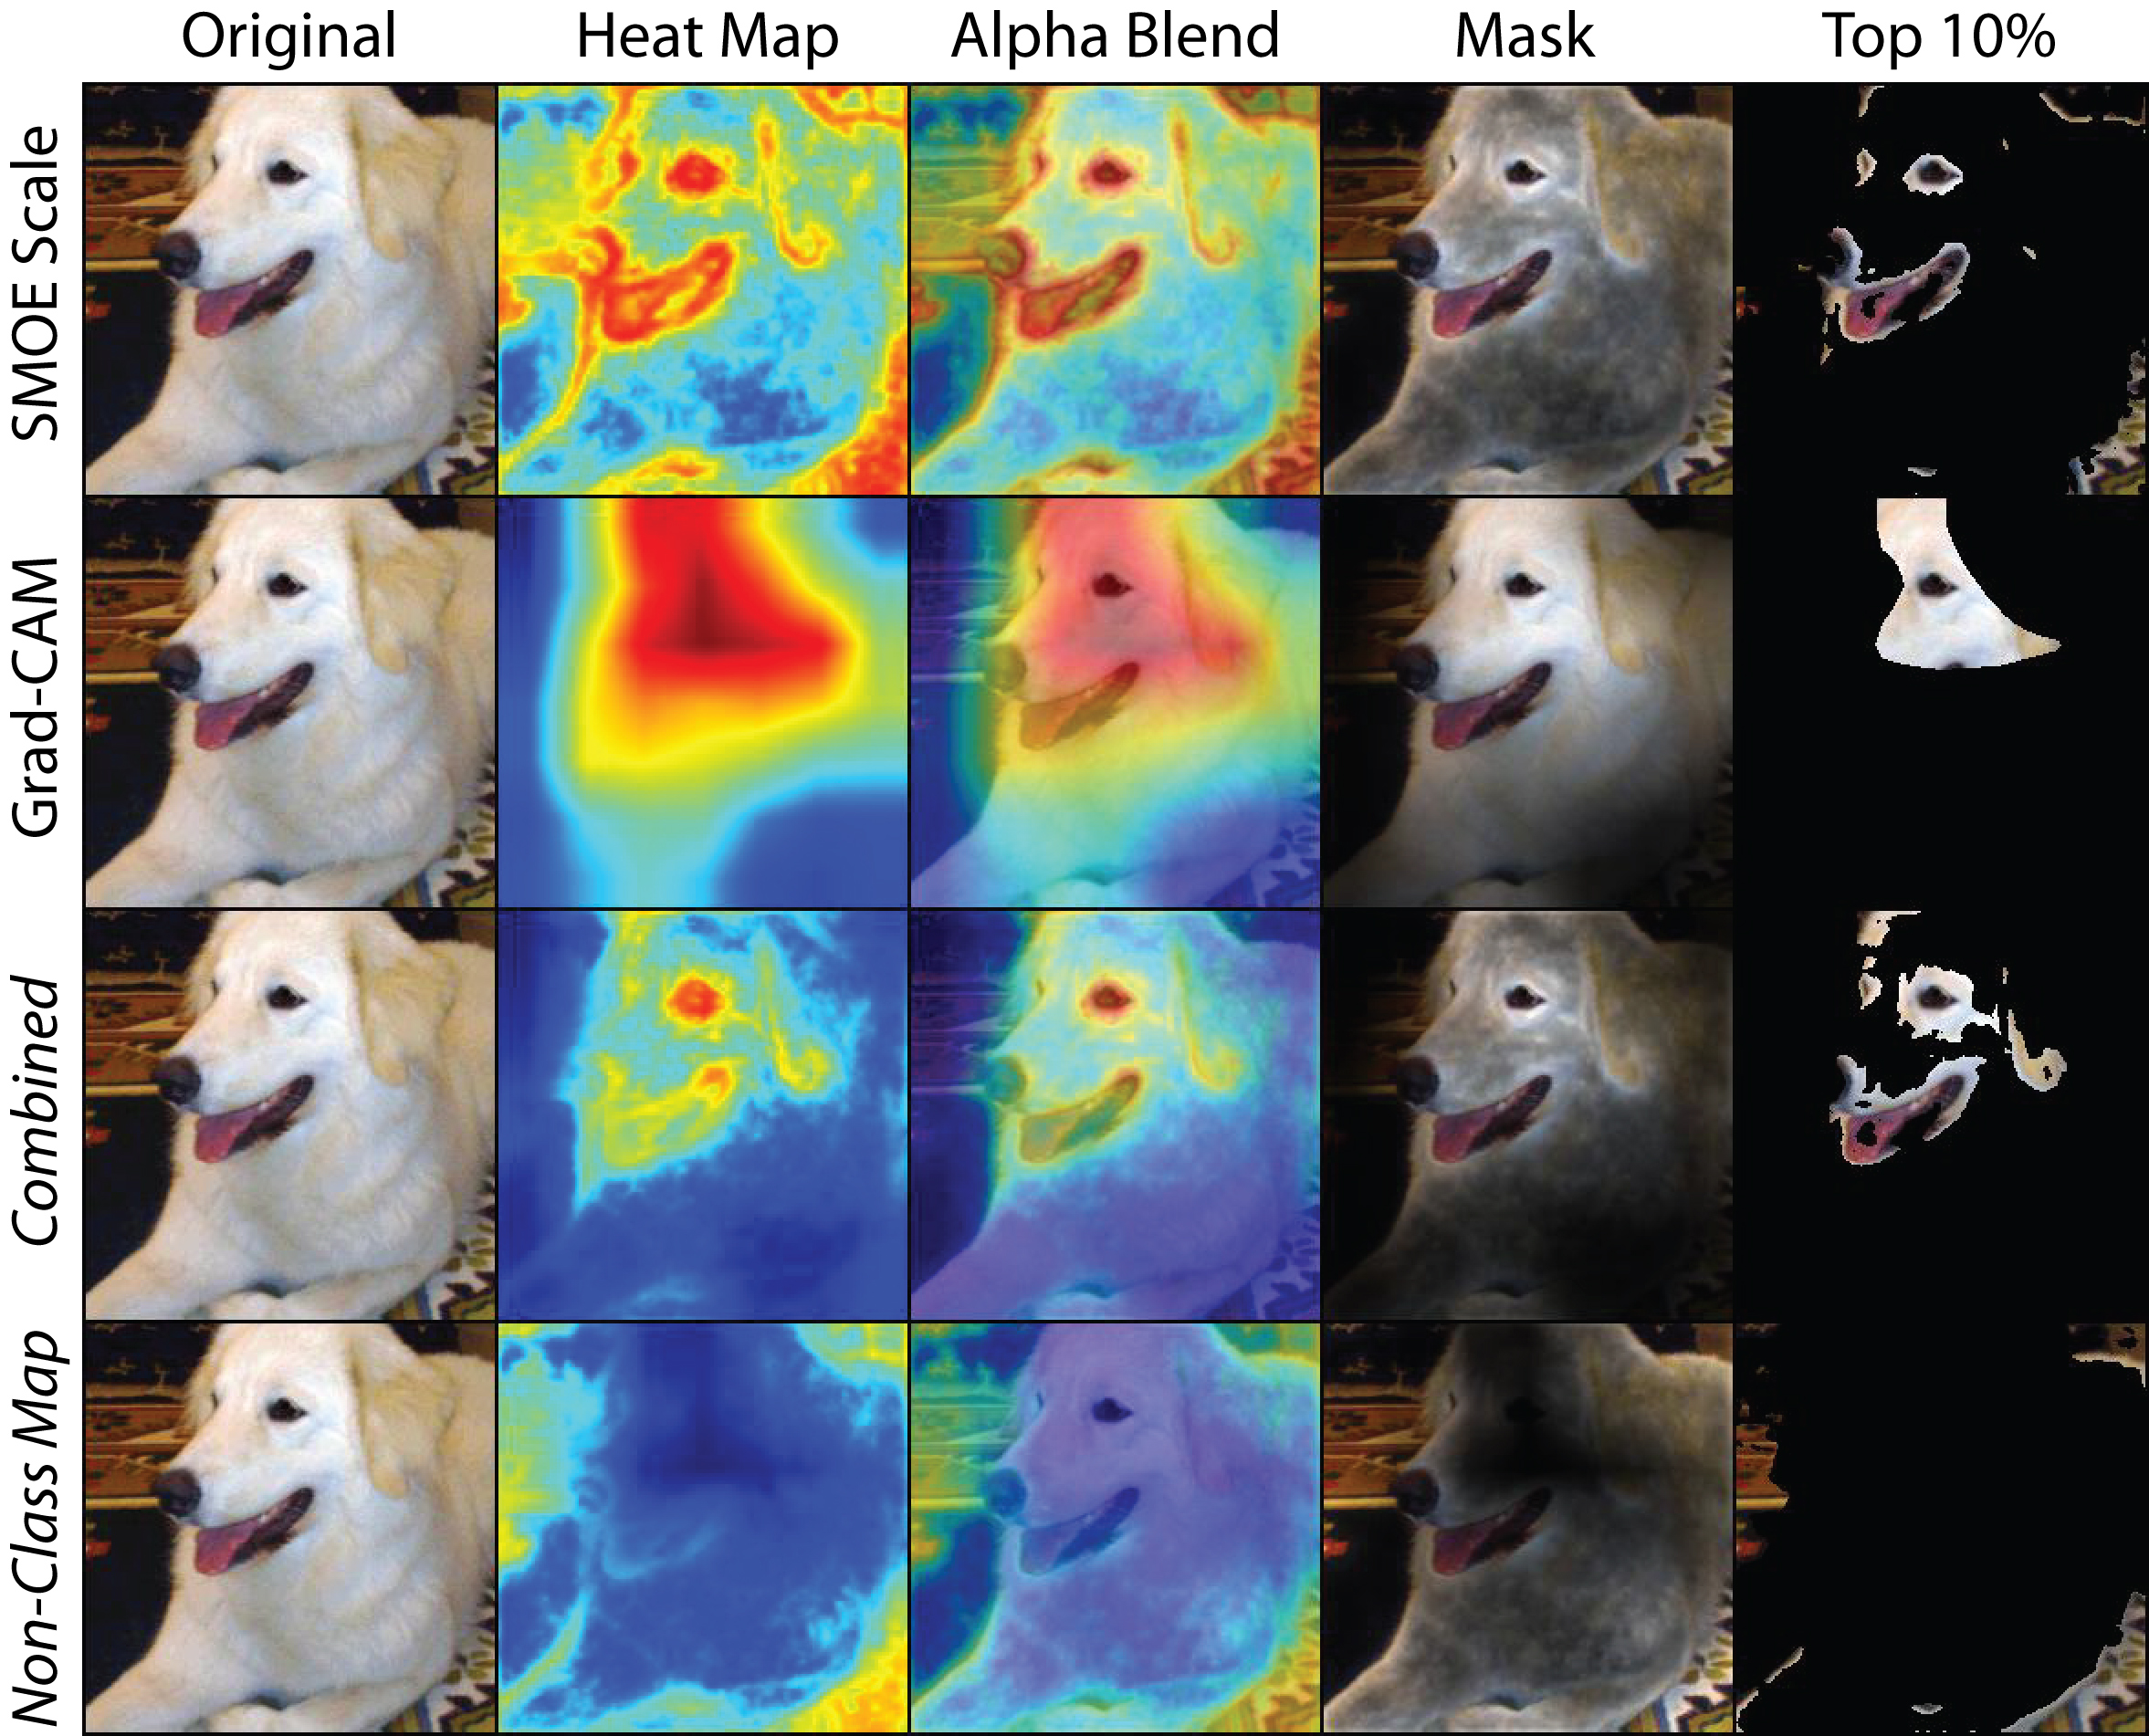 Original Heat Map Alpha Blend Mask Top 10%
SMOE Scale
Grad-CAM
Combined
Non-Class Map